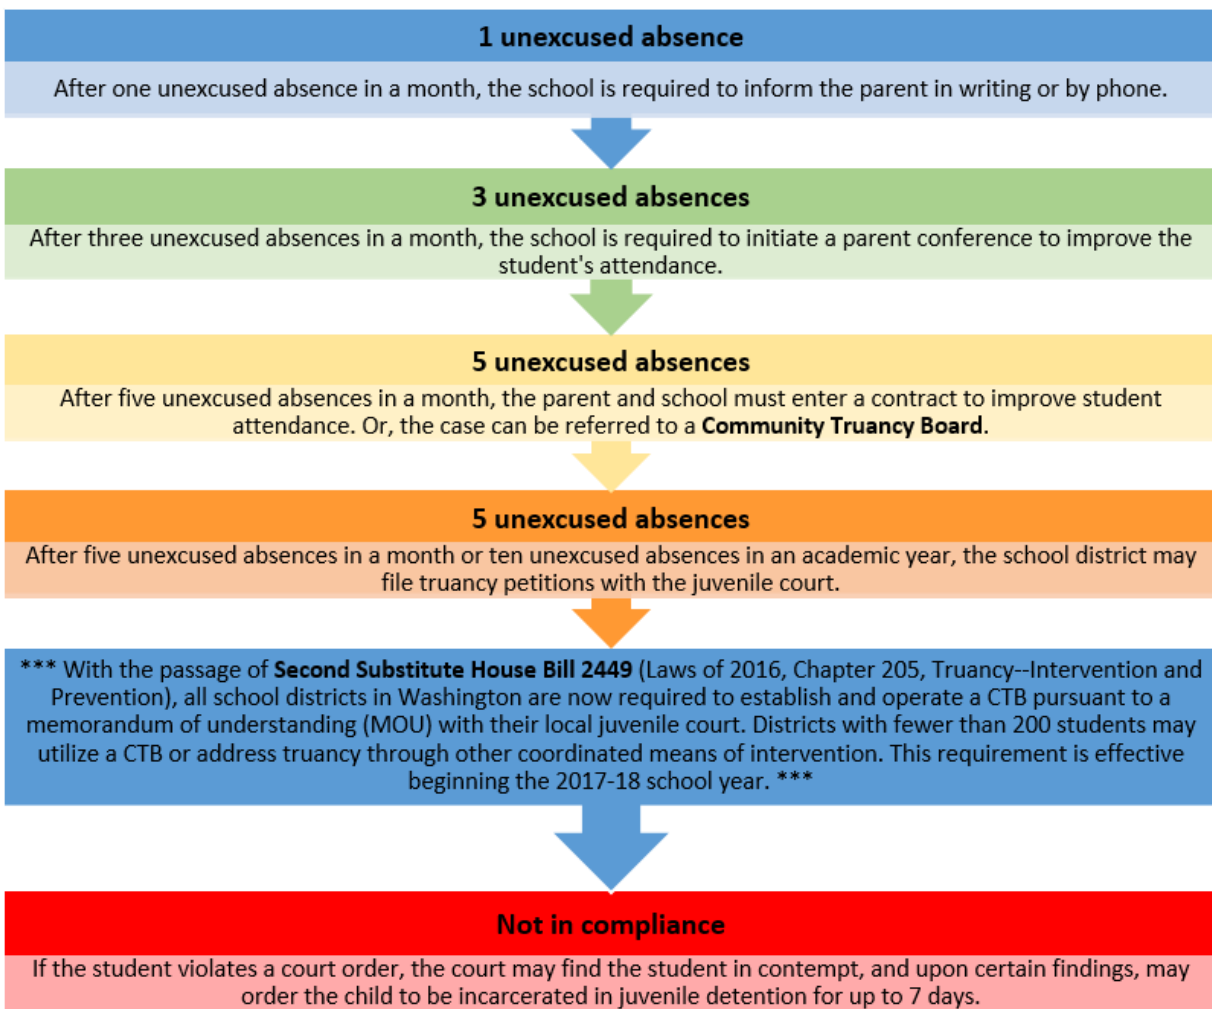 1 unexcused absence
After one unexcused absence in a month, the school is required to inform the parent in writing or by phone.
3 unexcused absences
After three unexcused absences in a month, the school is required to initiate a parent conference to improve the
student's attendance.
5 unexcused absences
After five unexcused absences in a month, the parent and school must enter a contract to improve student
attendance. Or, the case can be referred to a Community Truancy Board.
5 unexcused absences
After five unexcused absences in a month or ten unexcused absences in an academic year, the school district may
file truancy petitions with the juvenile court.
*** With the passage of Second Substitute House Bill 2449 (Laws of 2016, Chapter 205, Truancy--Intervention and
Prevention), all school districts in Washington are now required to establish and operate a CTB pursuant to a
memorandum of understanding (MOU) with their local juvenile court. Districts with fewer than 200 students may
utilize a CTB or address truancy through other coordinated means of intervention. This requirement is effective
beginning the 2017-18 school year. ***
Not in compliance
If the student violates a court order, the court may find the student in contempt, and upon certain findings, may
order the child to be incarcerated in juvenile detention for up to 7 days.